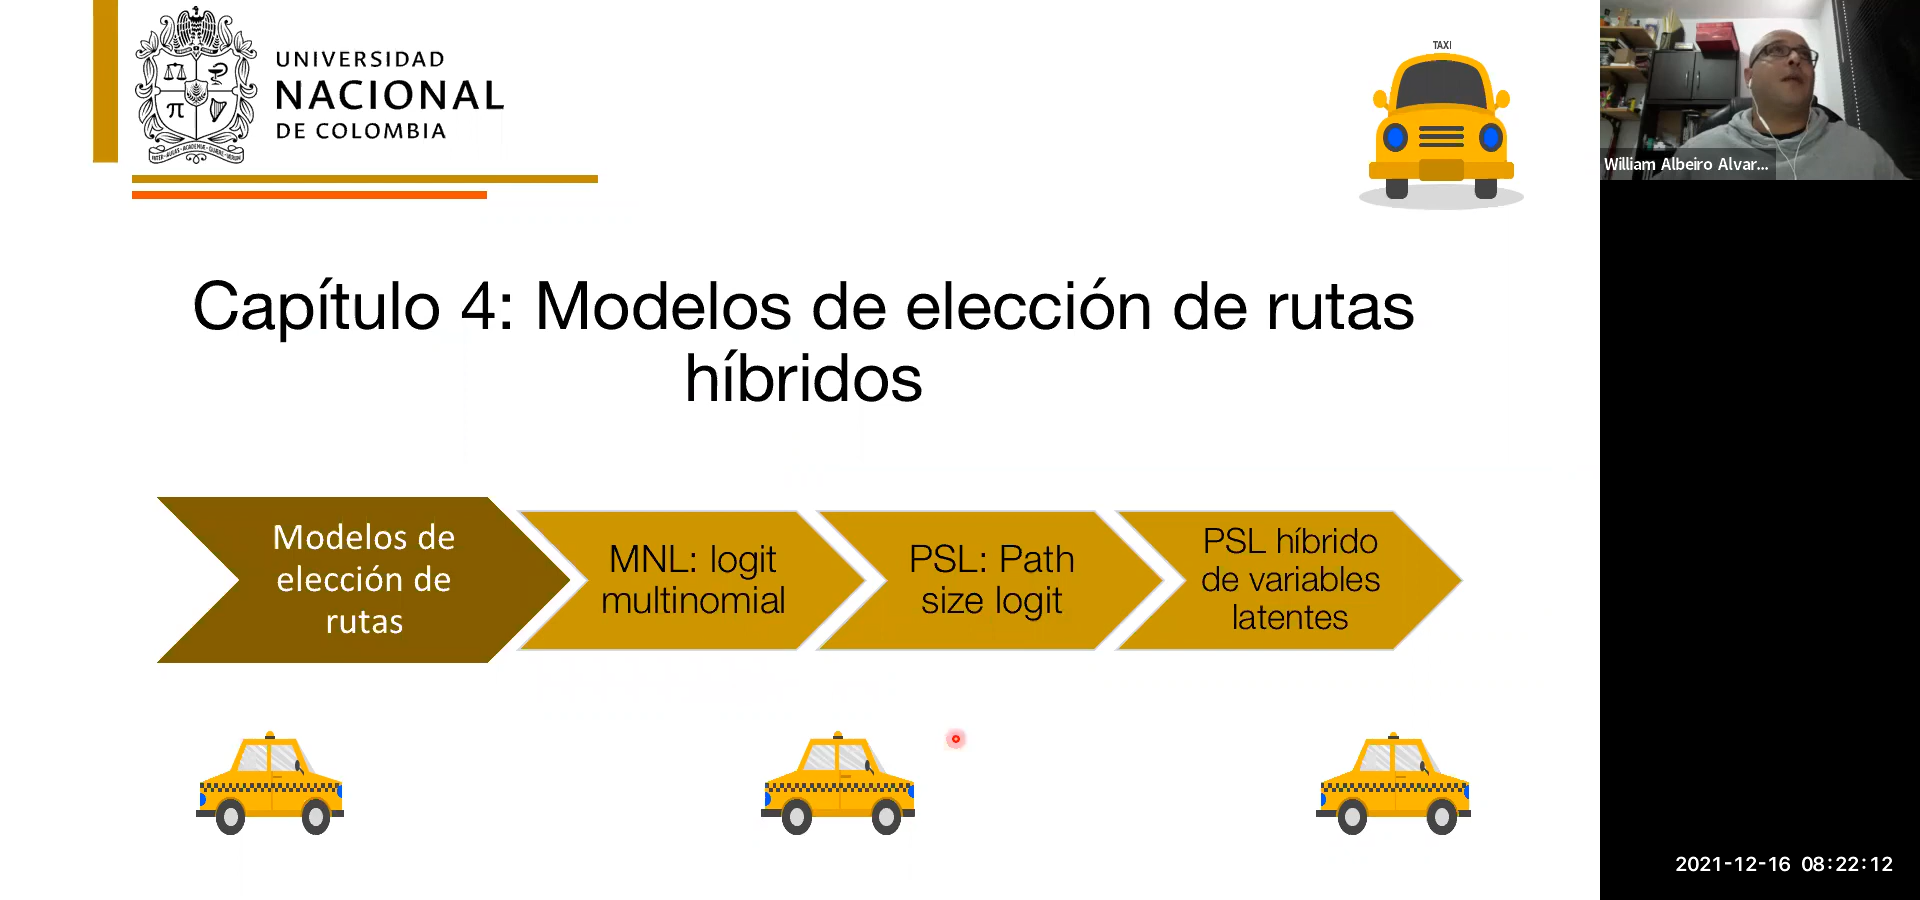 UNIVERSIDAD
NACIONAL
DE COLOMBIA
π
TAXI
William Albeiro Alvar...
Capítulo 4: Modelos de elección de rutas
híbridos
Modelos de
elección de
rutas
MNL: logit
multinomial
PSL: Path
size logit
PSL híbrido
de variables
latentes
2021-12-16 08:22:12